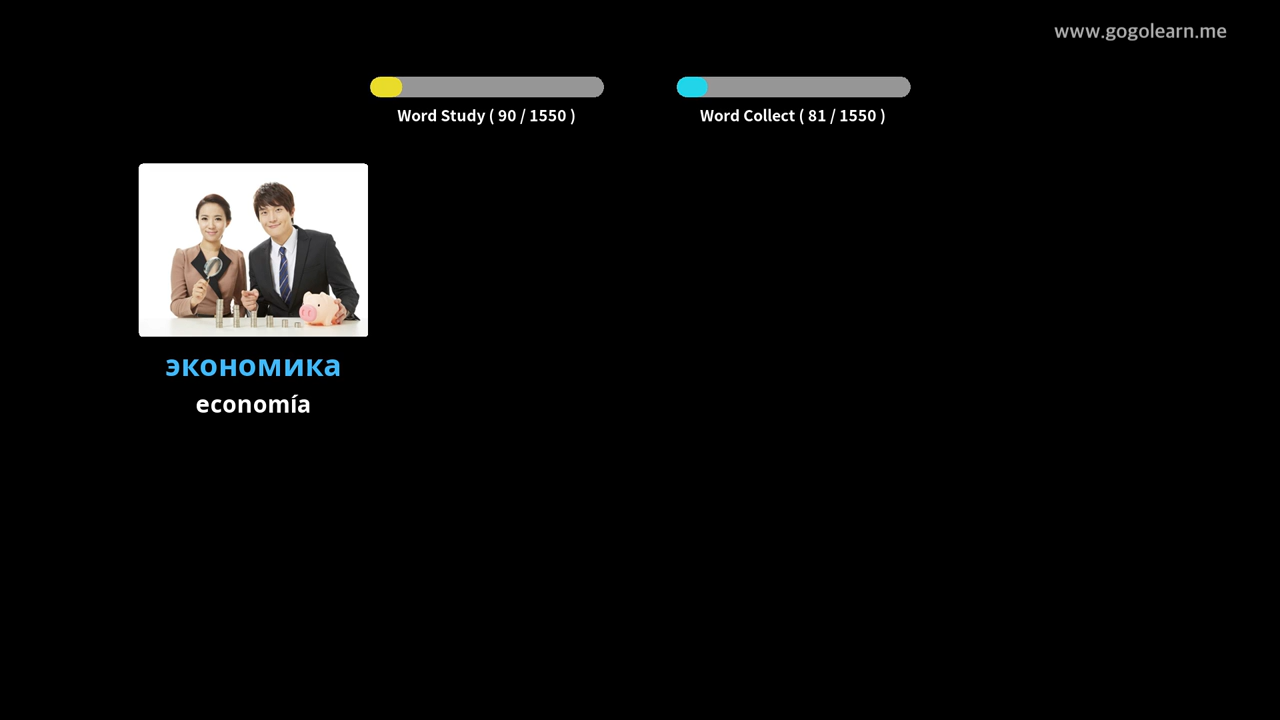 www.gogolearn.me
Word Study ( 90 / 1550 )
Word Collect ( 81 / 1550 )
экономика
economía